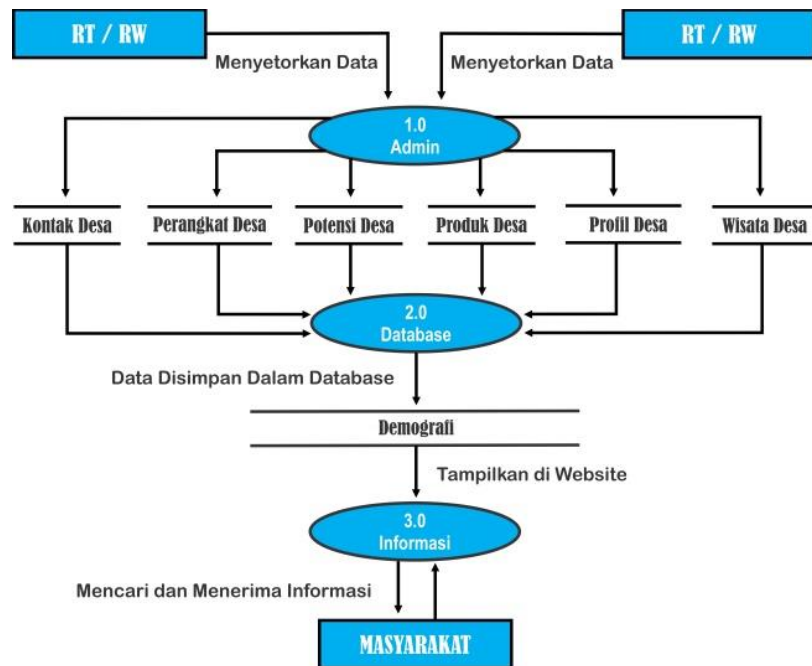 RT / RW
RT / RW
Menyetorkan Data
Menyetorkan Data
1.0
Admin
Kontak Desa
Perangkat Desa
Potensi Desa
Produk Desa
Profil Desa
Wisata Desa
2.0
Database
Data Disimpan Dalam Database
Demografi
Tampilkan di Website
3.0
Informasi
Mencari dan Menerima Informasi
MASYARAKAT